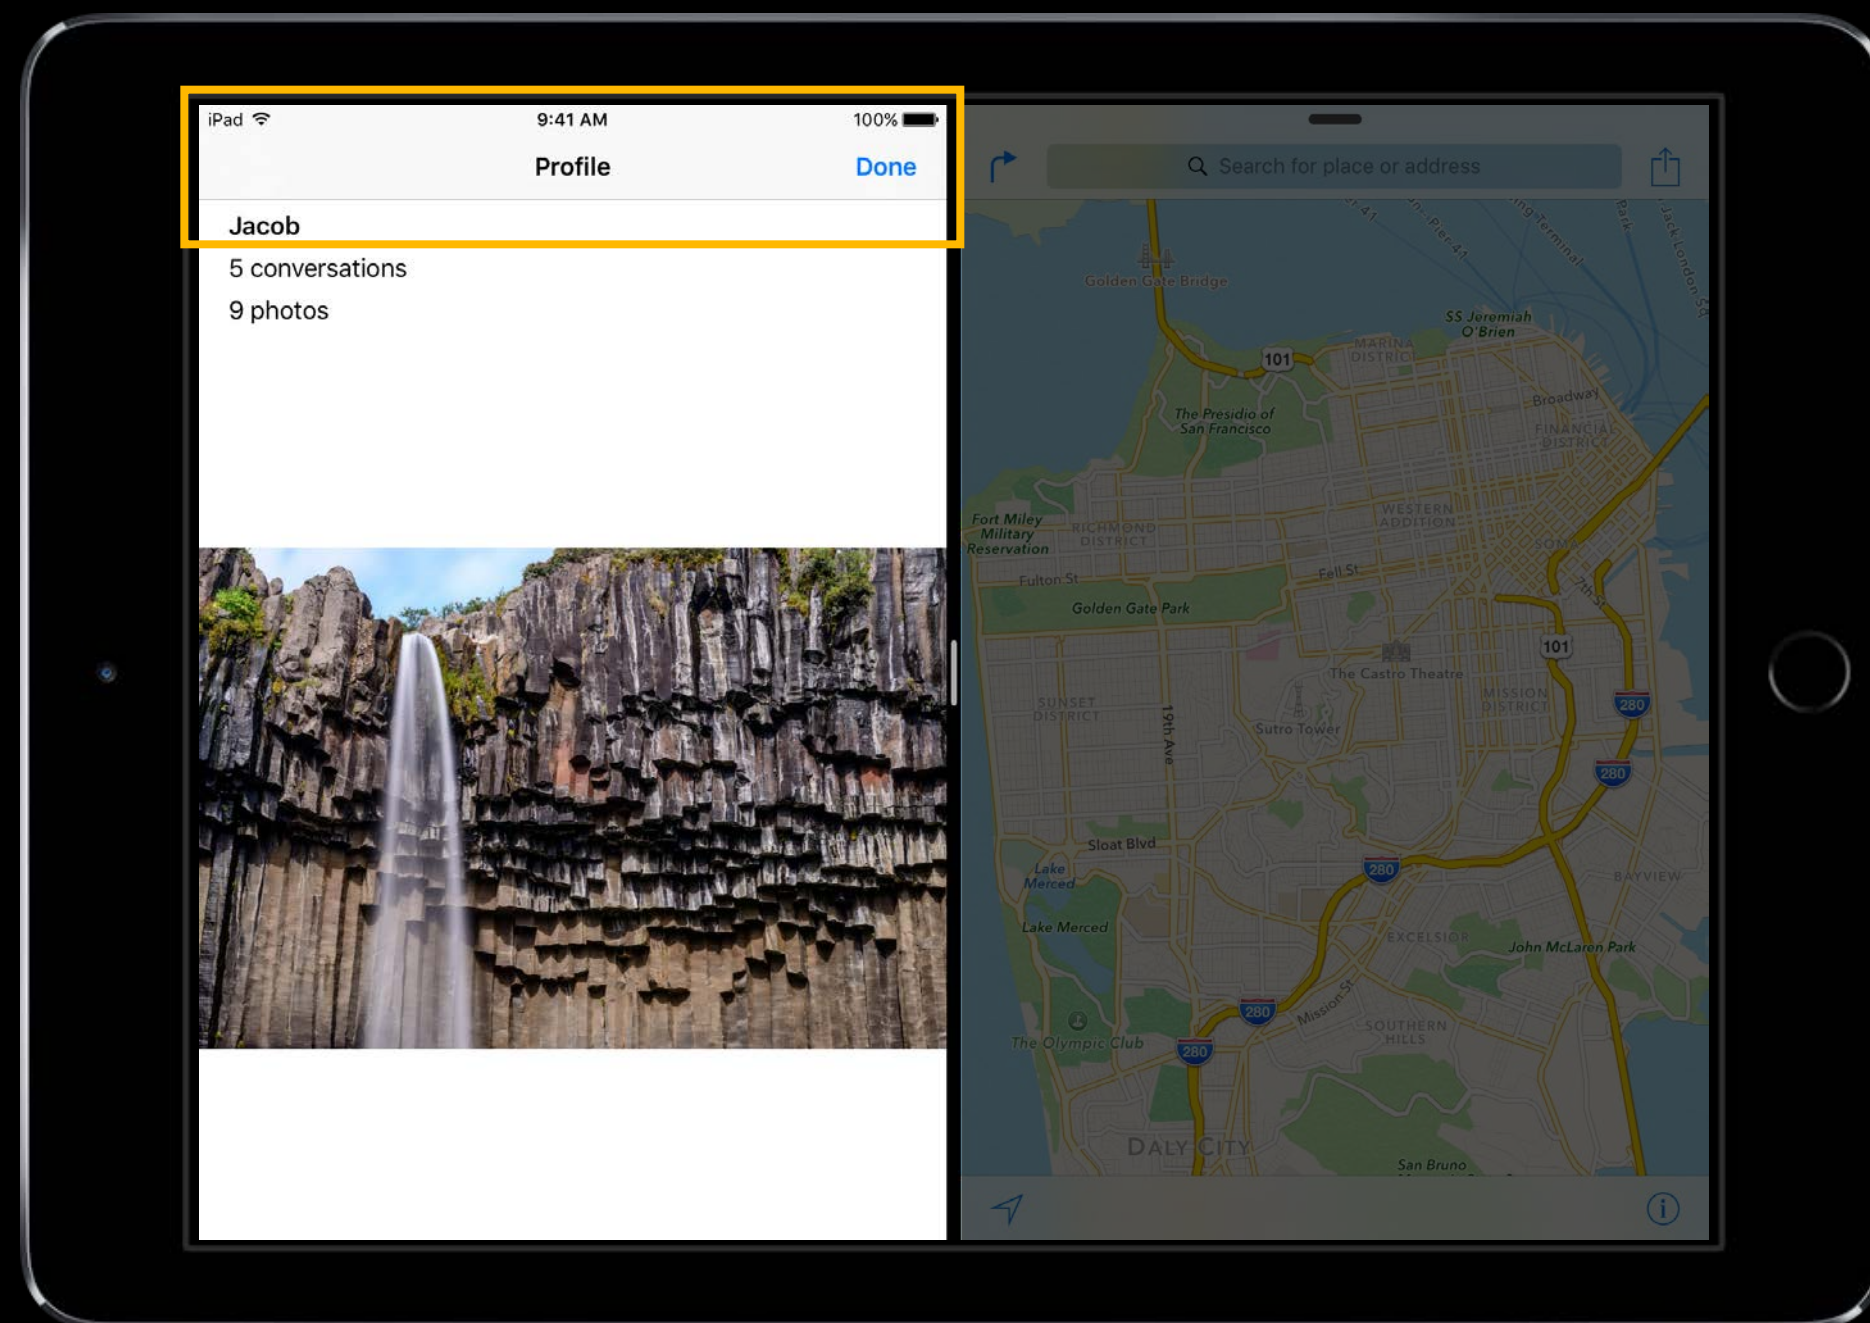 iPad
9:41 AM
100%
Profile
Done
Jacob
5 conversations
9 photos
Search for place or address
Golden Gate Bridge
SS Jeremiah
O'Brien
MARINA
DISTRICT
101
The Presidio of
San Francisco
Broadway
FINANCIAL
DISTRICT
Fort Miley
Military
Reservation
RICHMOND
DISTRICT
WESTERN
ADDITION
SOMA
Fulton St
Fell St
7th St
Golden Gate Park
101
The Castro Theatre
SUNSET
DISTRICT
19th Ave
MISSION
DISTRICT
280
Sutro Tower
280
Sloat Blvd
Lake
Merced
280
BAYVIEW
Lake Merced
EXCELSIOR
John McLaren Park
280
Mission St
The Olympic Club
SOUTHERN
HILLS
280
DALY CITY
San Bruno